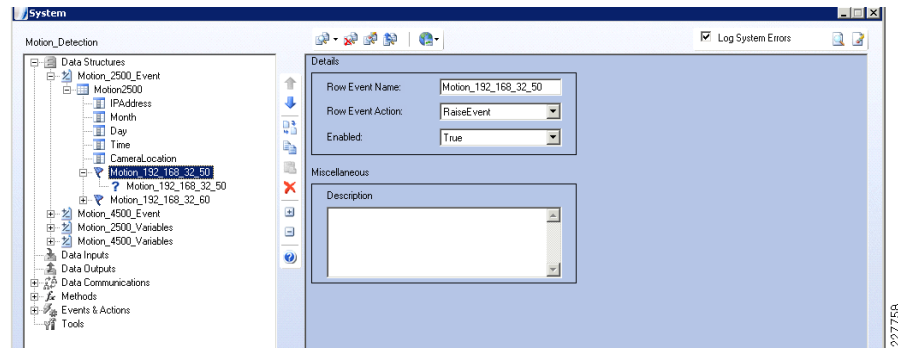 System
Motion_Detection
Log System Errors
Data Structures
Motion_2500_Event
Motion2500
IPAddress
Month
Day
Time
CameraLocation
Motion_192_168_32_50
? Motion_192_168_32_50
Motion_192_168_32_60
Motion_4500_Event
Motion_2500_Variables
Motion_4500_Variables
Data Inputs
Data Outputs
Data Communications
fx Methods
Events & Actions
Tools
Details
Row Event Name: Motion_192_168_32_50
Row Event Action: RaiseEvent
Enabled: True
Miscellaneous
Description
227759